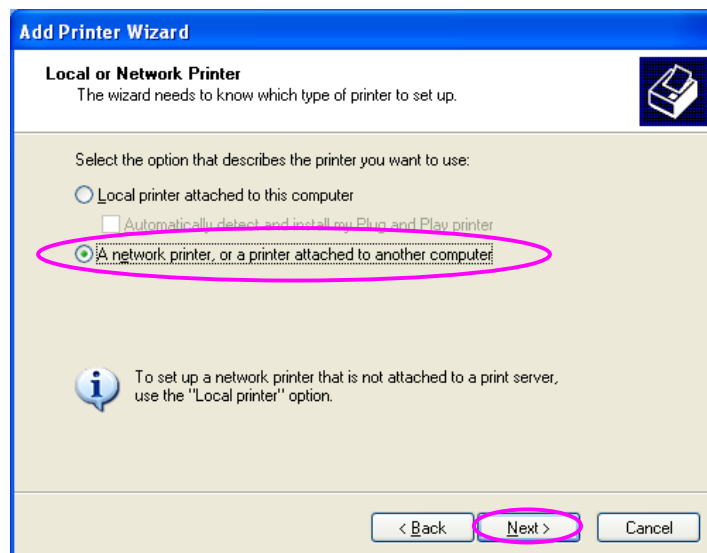 Add Printer Wizard
Local or Network Printer
The wizard needs to know which type of printer to set up.
Select the option that describes the printer you want to use:
Local printer attached to this computer
Automatically detect and install my Plug and Play printer
A network printer, or a printer attached to another computer
To set up a network printer that is not attached to a print server,
use the "Local printer" option.
< Back Next > Cancel